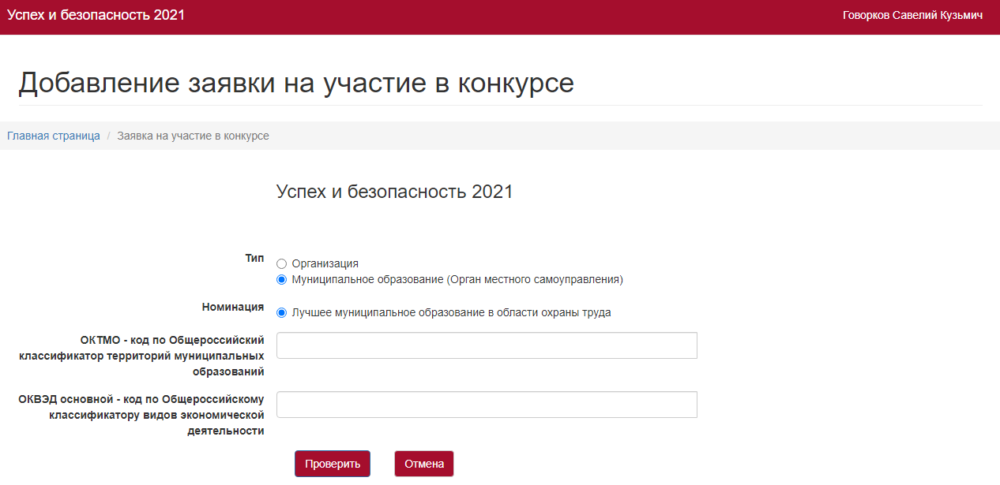 Успех и безопасность 2021
Говорков Савелий Кузьмич
Добавление заявки на участие в конкурсе
Главная страница / Заявка на участие в конкурсе
Успех и безопасность 2021
Тип
Организация
Муниципальное образование (Орган местного самоуправления)
Номинация
Лучшее муниципальное образование в области охраны труда
ОКТМО - код по Общероссийский
классификатор территорий муниципальных
образований
ОКВЭД основной - код по Общероссийскому
классификатору видов экономической
деятельности
Проверить
Отмена